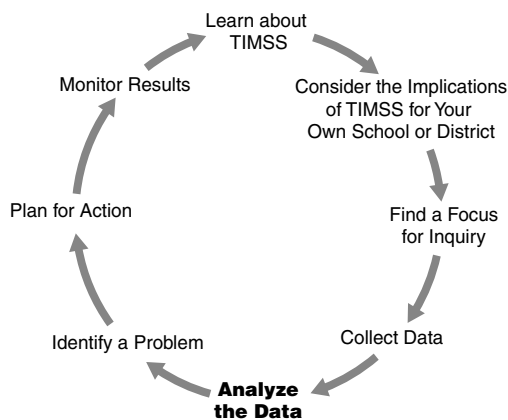 Learn about
TIMSS
Consider the Implications
of TIMSS for Your
Own School or District
Find a Focus
for Inquiry
Collect Data
Analyze
the Data
Identify a Problem
Plan for Action
Monitor Results